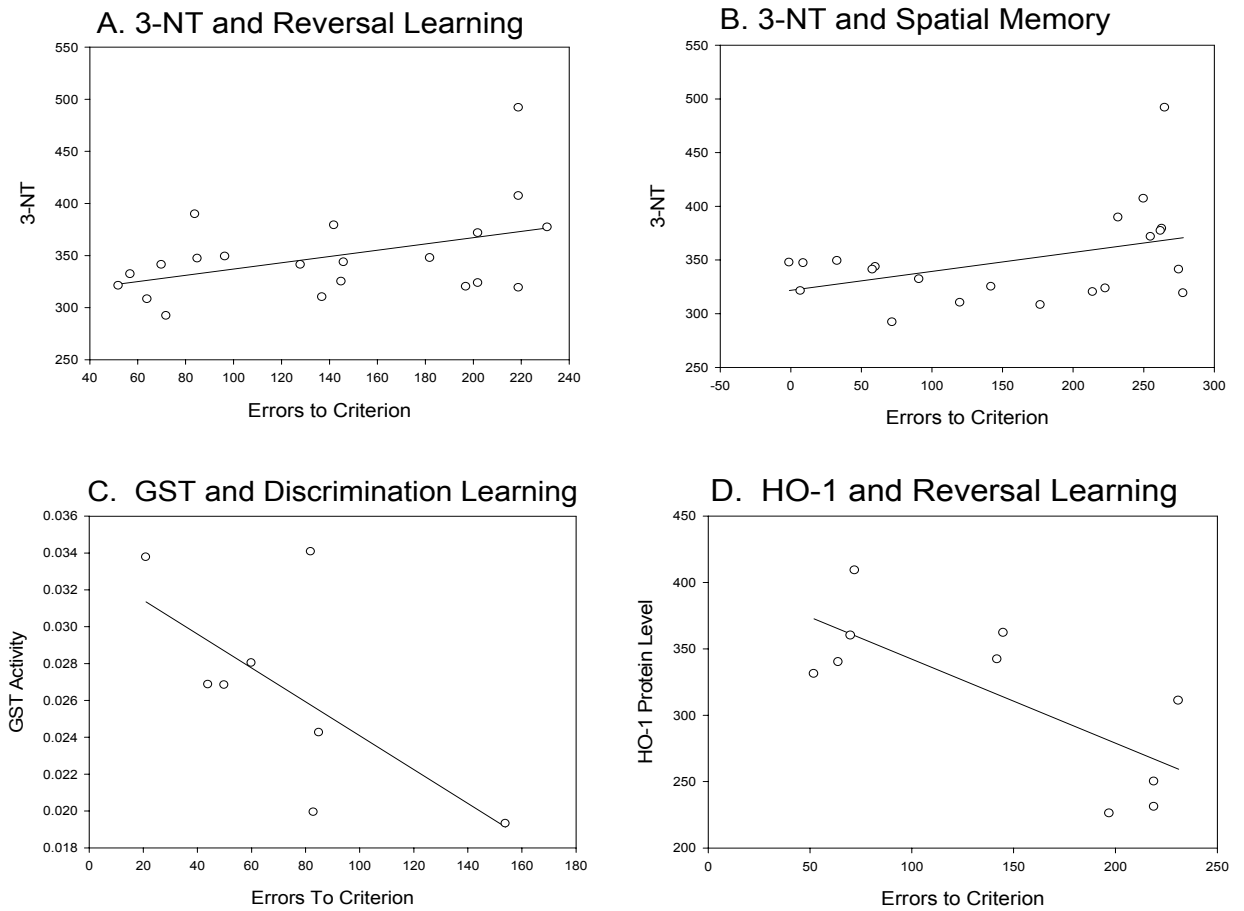 A. 3-NT and Reversal Learning
550
500
450
400
350
300
250
3-NT
40 60 80 100 120 140 160 180 200 220 240
Errors to Criterion
B. 3-NT and Spatial Memory
550
500
450
400
350
300
250
3-NT
-50 0 50 100 150 200 250 300
Errors to Criterion
C. GST and Discrimination Learning
0.036
0.034
0.032
0.030
0.028
0.026
0.024
0.022
0.020
0.018
GST Activity
0 20 40 60 80 100 120 140 160 180
Errors To Criterion
D. HO-1 and Reversal Learning
450
400
350
300
250
200
HO-1 Protein Level
0 50 100 150 200 250
Errors to Criterion